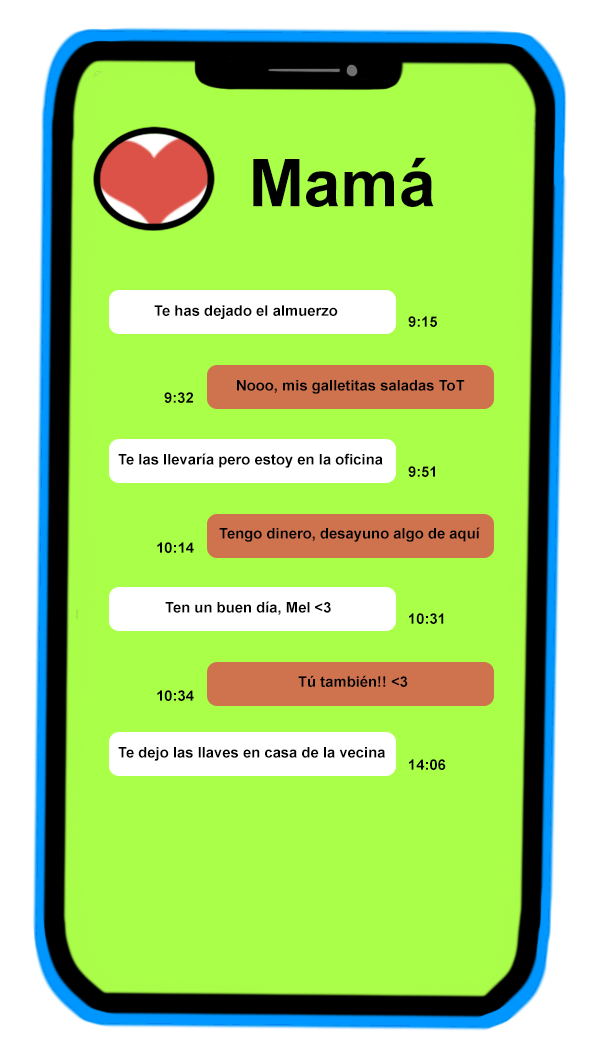 Mamá
Te has dejado el almuerzo
9:15
Nooo, mis galletitas saladas ToT
9:32
Te las llevaría pero estoy en la oficina
9:51
Tengo dinero, desayuno algo de aquí
10:14
Ten un buen día, Mel <3
10:31
Tú también!! <3
10:34
Te dejo las llaves en casa de la vecina
14:06